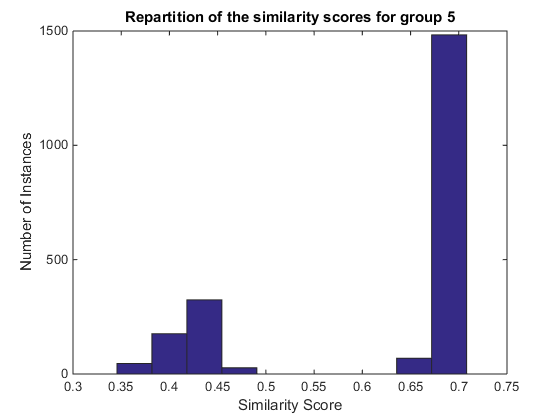 Repartition of the similarity scores for group 5
1500
1000
500
0
Number of Instances
0.3 0.35 0.4 0.45 0.5 0.55 0.6 0.65 0.7 0.75
Similarity Score